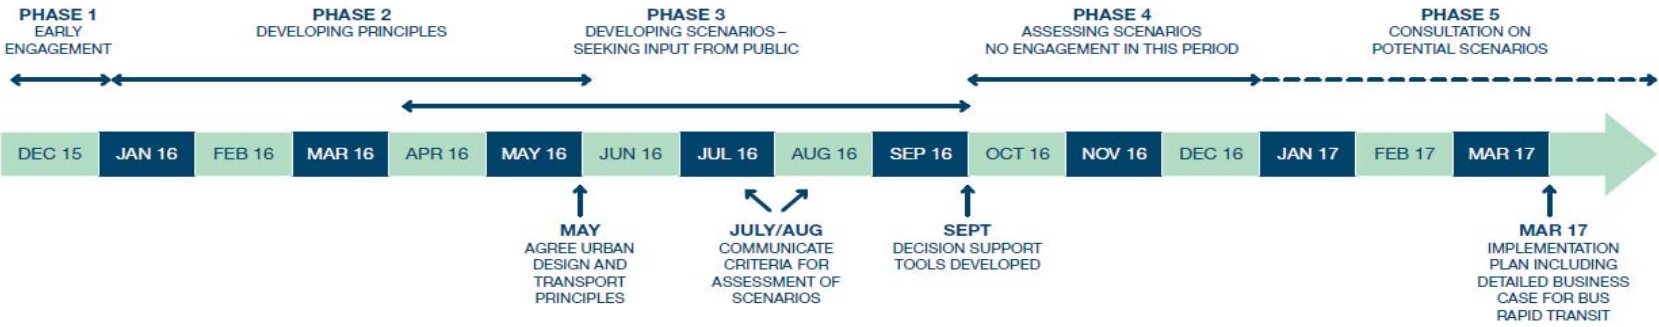 PHASE 1
EARLY
ENGAGEMENT
PHASE 2
DEVELOPING PRINCIPLES
PHASE 3
DEVELOPING SCENARIOS –
SEEKING INPUT FROM PUBLIC
PHASE 4
ASSESSING SCENARIOS
NO ENGAGEMENT IN THIS PERIOD
PHASE 5
CONSULTATION ON
POTENTIAL SCENARIOS
DEC 15
JAN 16
FEB 16
MAR 16
APR 16
MAY 16
JUN 16
JUL 16
AUG 16
SEP 16
OCT 16
NOV 16
DEC 16
JAN 17
FEB 17
MAR 17
MAY
AGREE URBAN
DESIGN AND
TRANSPORT
PRINCIPLES
JULY/AUG
COMMUNICATE
CRITERIA FOR
ASSESSMENT OF
SCENARIOS
SEPT
DECISION SUPPORT
TOOLS DEVELOPED
MAR 17
IMPLEMENTATION
PLAN INCLUDING
DETAILED BUSINESS
CASE FOR BUS
RAPID TRANSIT